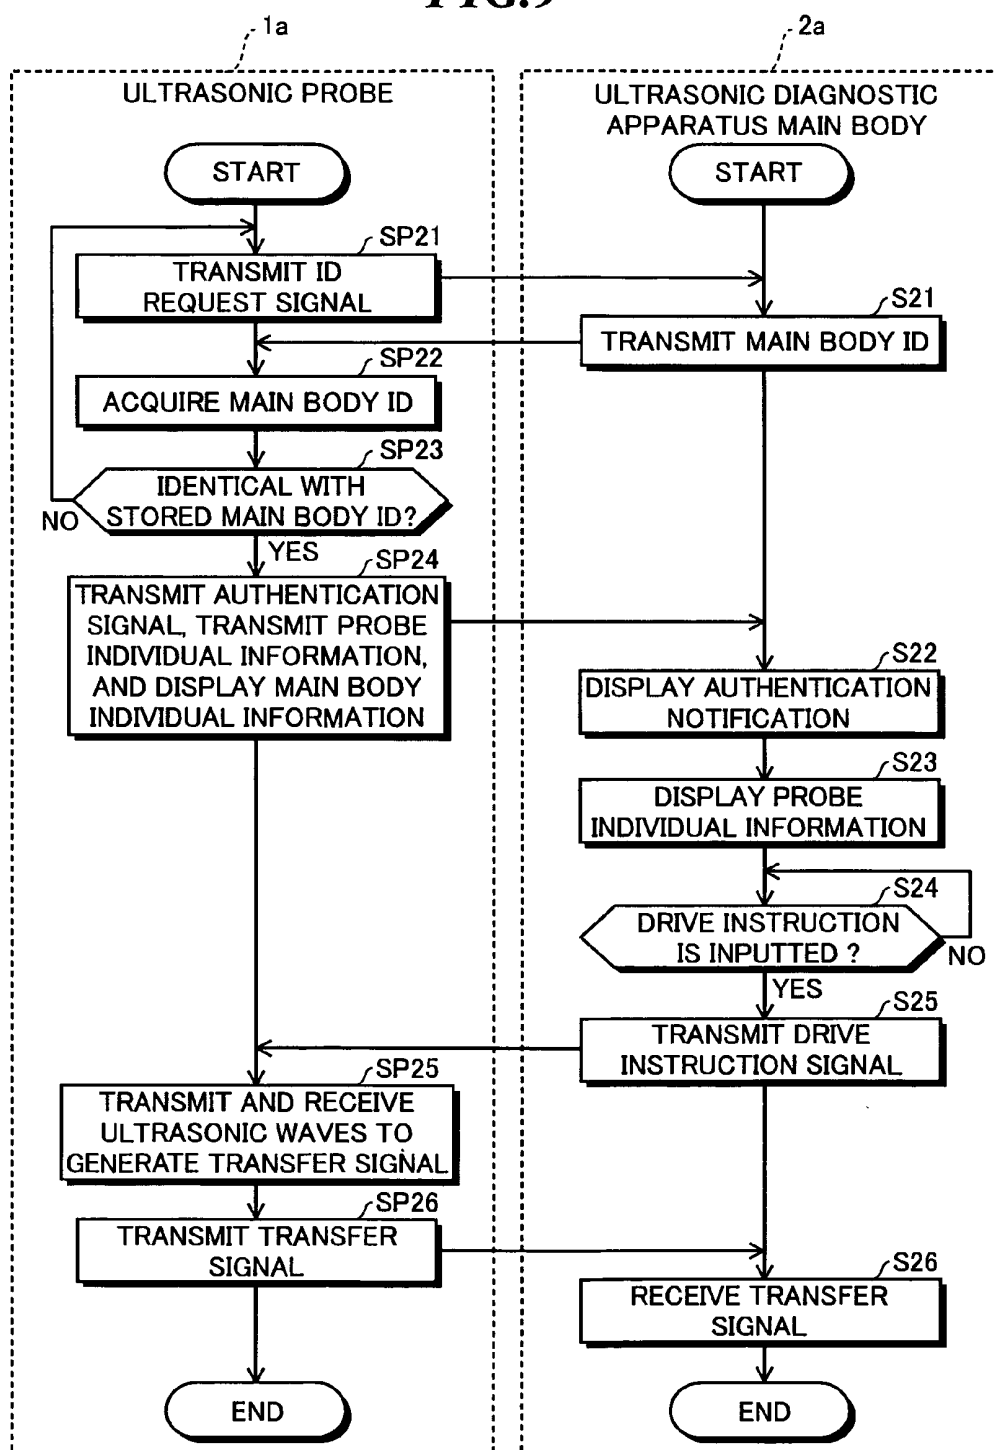 1a
2a
ULTRASONIC PROBE
ULTRASONIC DIAGNOSTIC
APPARATUS MAIN BODY
START
START
SP21
TRANSMIT ID
REQUEST SIGNAL
S21
TRANSMIT MAIN BODY ID
SP22
ACQUIRE MAIN BODY ID
SP23
IDENTICAL WITH
STORED MAIN BODY ID?
NO
YES
SP24
TRANSMIT AUTHENTICATION
SIGNAL, TRANSMIT PROBE
INDIVIDUAL INFORMATION,
AND DISPLAY MAIN BODY
INDIVIDUAL INFORMATION
S22
DISPLAY AUTHENTICATION
NOTIFICATION
S23
DISPLAY PROBE
INDIVIDUAL INFORMATION
S24
DRIVE INSTRUCTION
IS INPUTTED ?
NO
YES
S25
TRANSMIT DRIVE
INSTRUCTION SIGNAL
SP25
TRANSMIT AND RECEIVE
ULTRASONIC WAVES TO
GENERATE TRANSFER SIGNAL
SP26
TRANSMIT TRANSFER
SIGNAL
S26
RECEIVE TRANSFER
SIGNAL
END
END